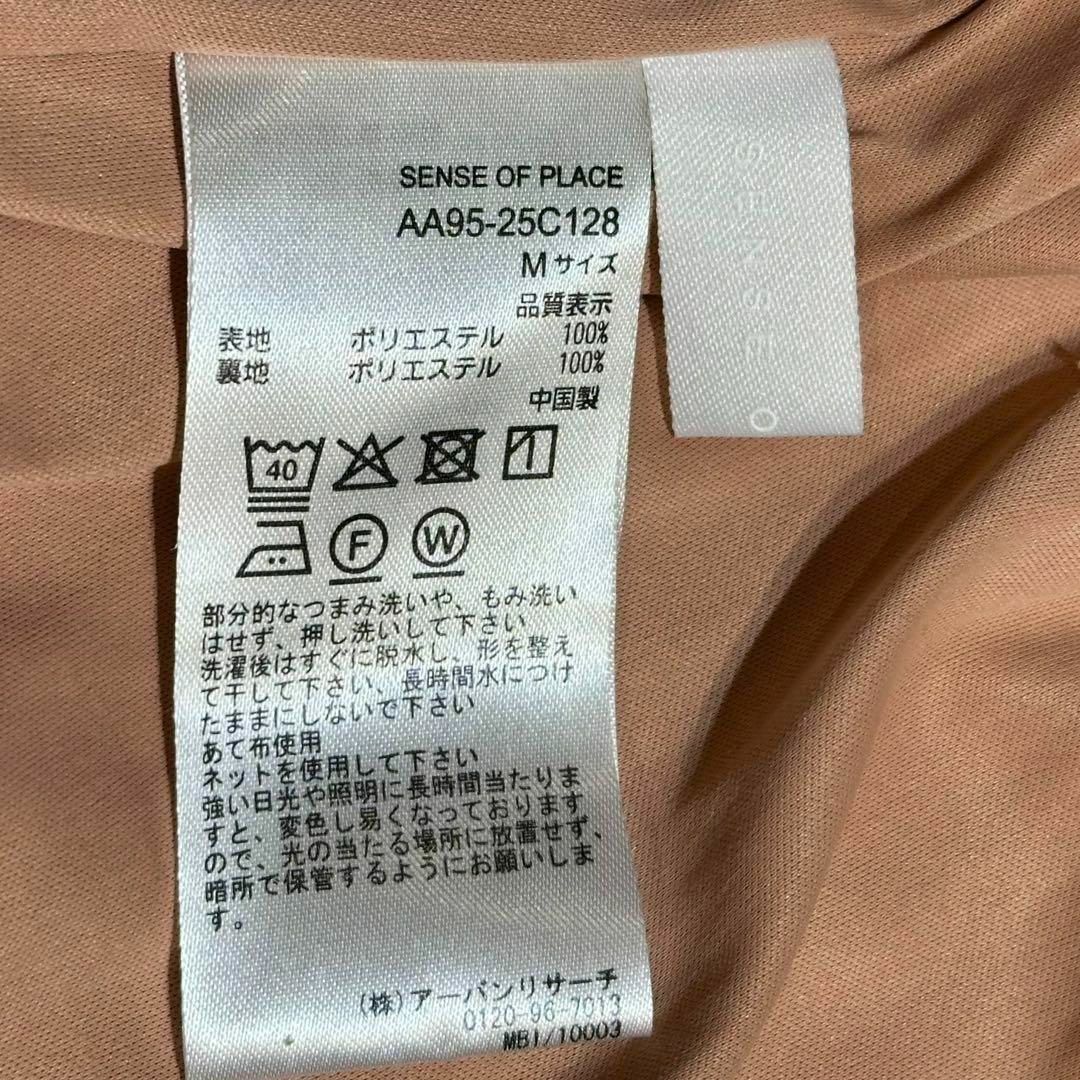 SENSE OF PLACE
AA95-25C128
M サイズ
品質表示
表地 ポリエステル 100%
裏地 ポリエステル 100%
中国製
40
F W
部分的なつまみ洗いや、もみ洗い
はせず、押し洗いして下さい
洗濯後はすぐに脱水し、形を整え
て干して下さい、長時間水につけ
たままにしないで下さい
あて布使用
ネットを使用して下さい
強い日光や照明に長時間当たりま
すと、変色し易くなっております
ので、光の当たる場所に放置せず、
暗所で保管するようにお願いしま
す。
(株)アーバンリサーチ
0120-96-7013
MBI/10003
SENSE O